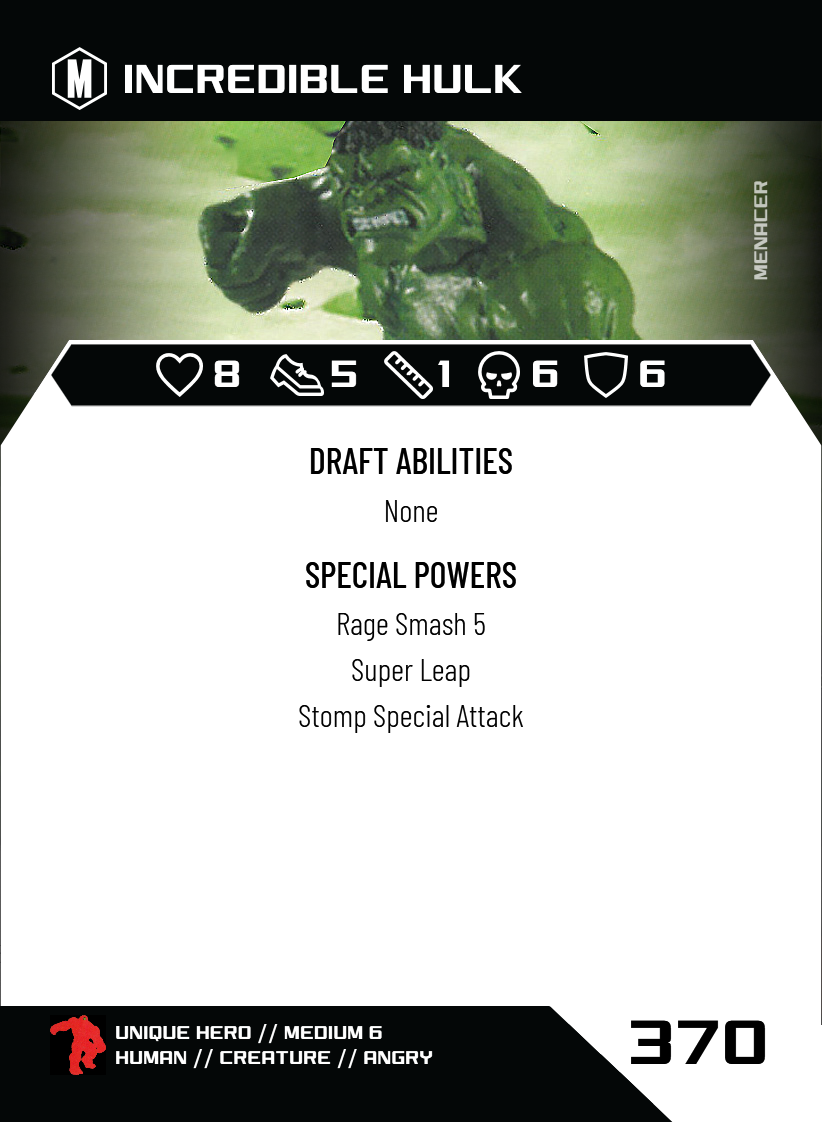 M INCREDIBLE HULK
MENACER
8 5 1 6 6
DRAFT ABILITIES
None
SPECIAL POWERS
Rage Smash 5
Super Leap
Stomp Special Attack
UNIQUE HERO // MEDIUM 6
HUMAN // CREATURE // ANGRY
370